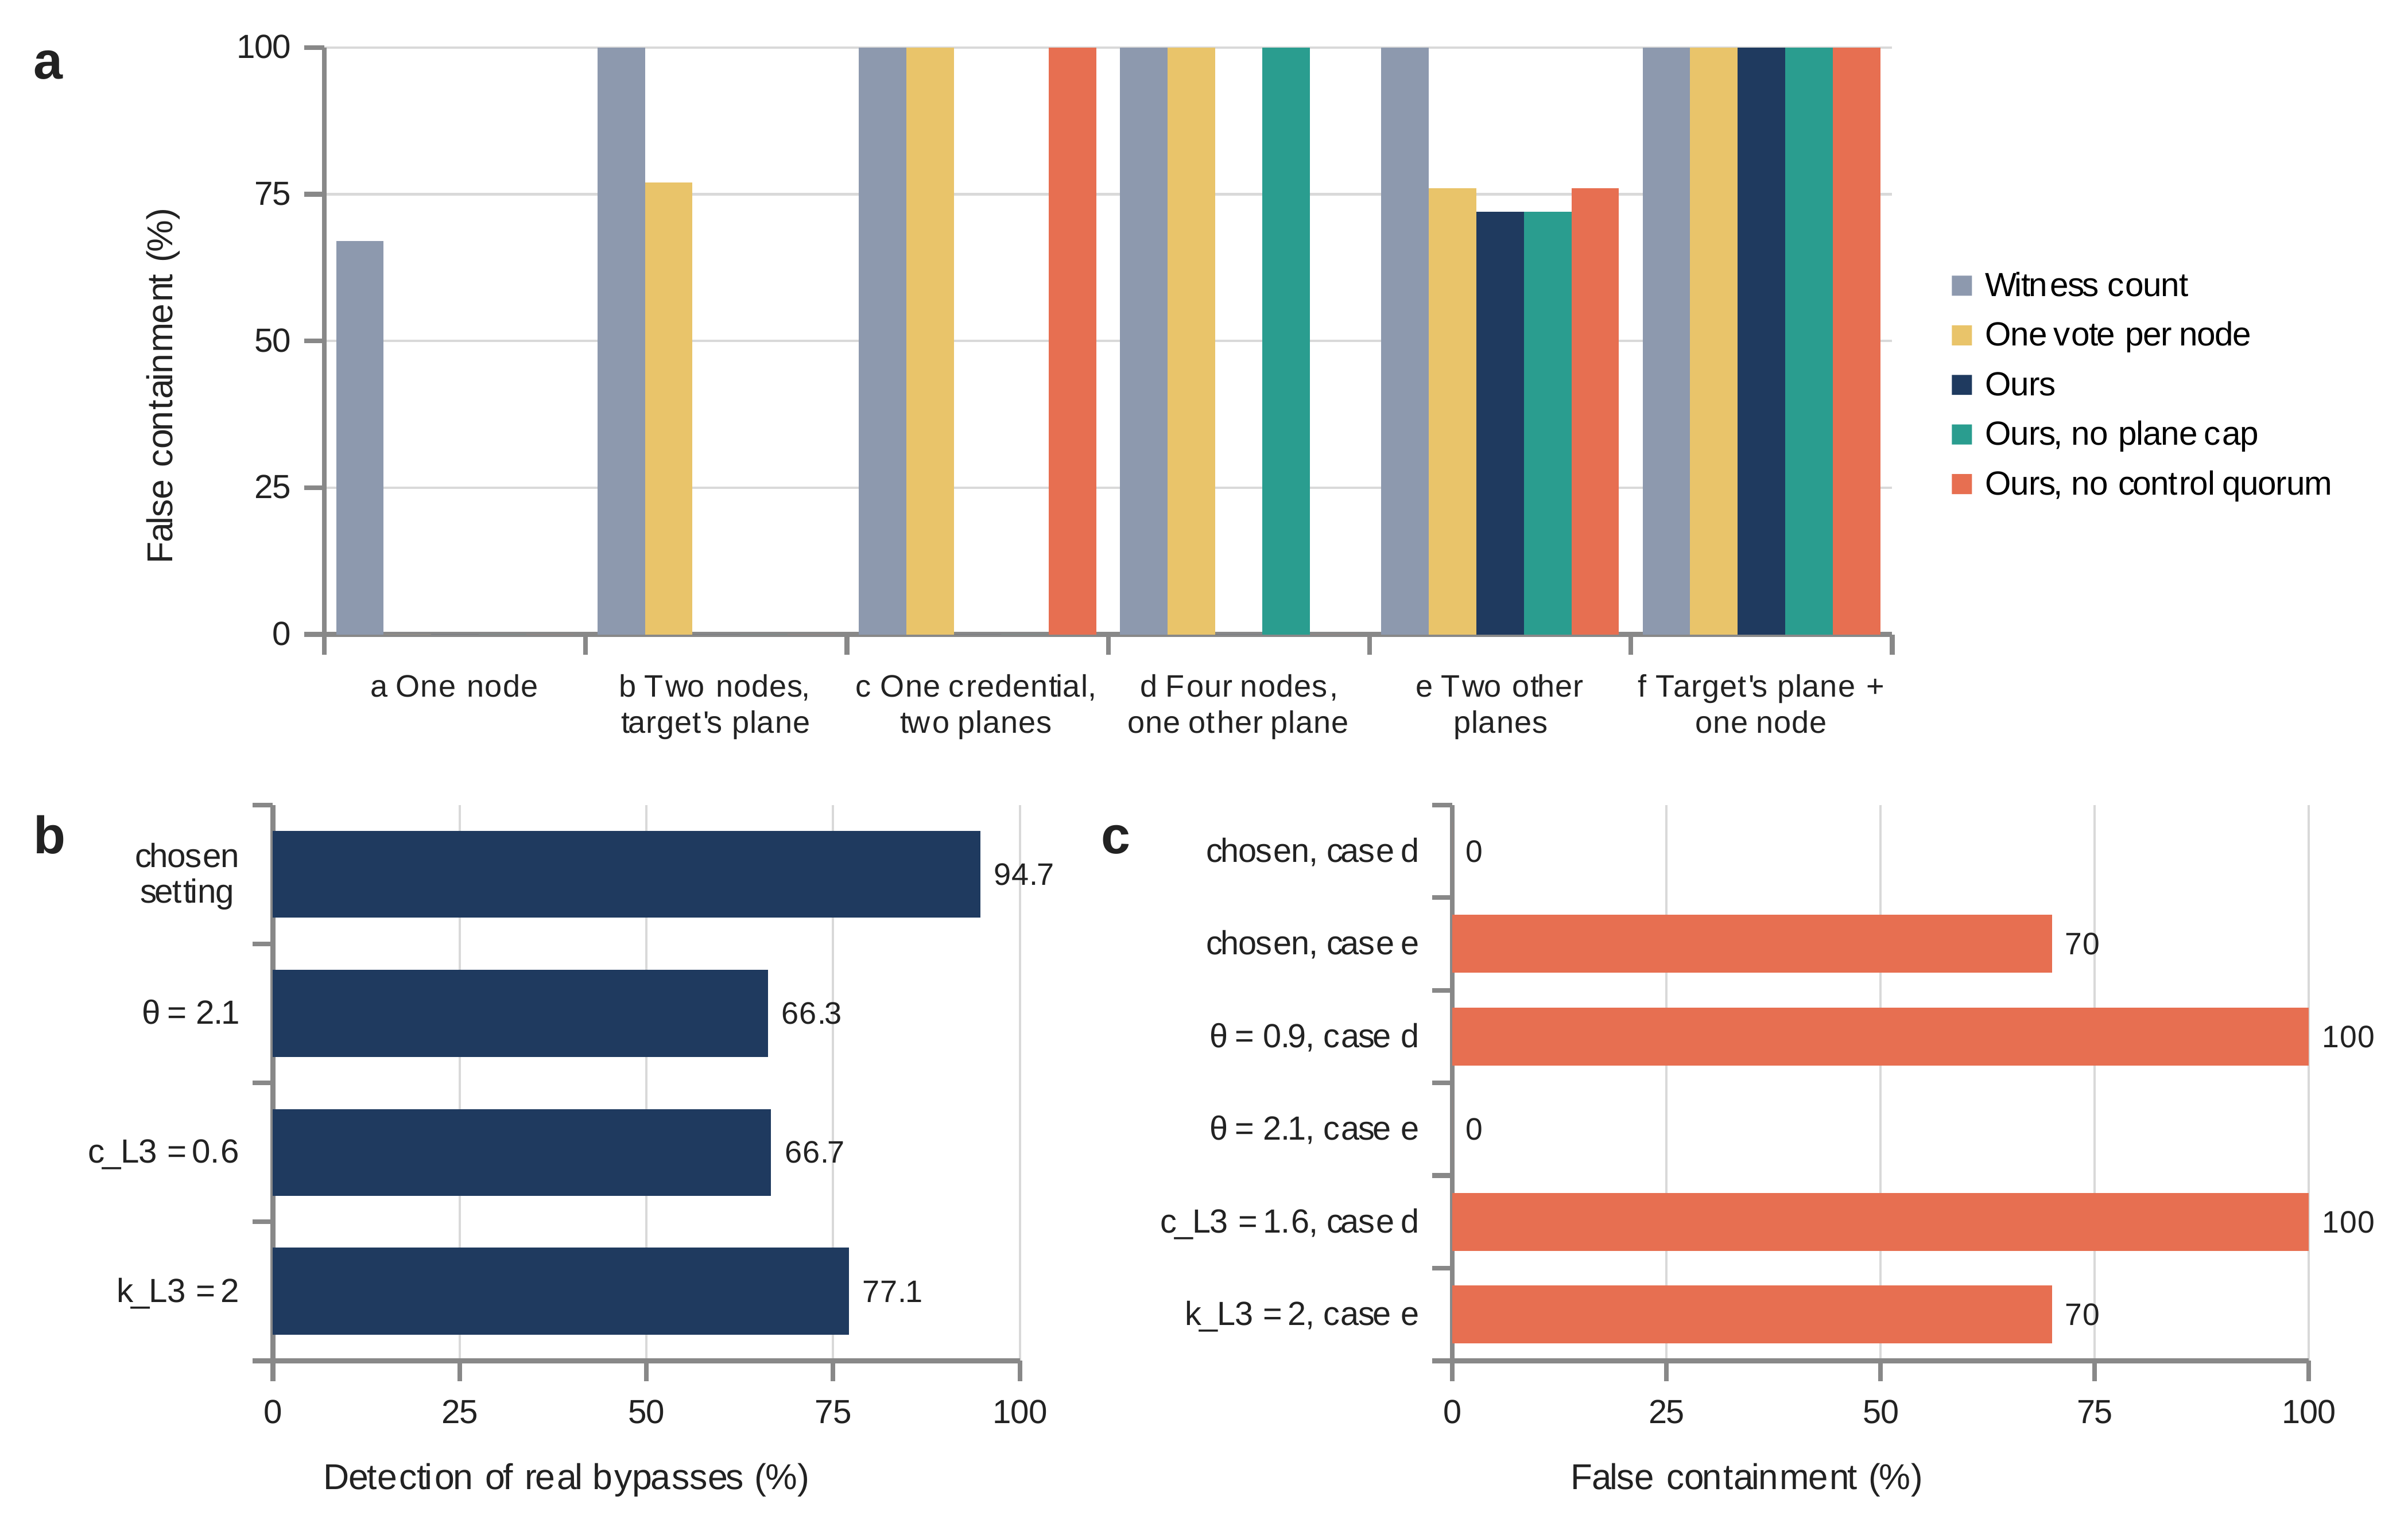 a
100
75
50
25
0
False containment (%)
a One node
b Two nodes,
target's plane
c One credential,
two planes
d Four nodes,
one other plane
e Two other
planes
f Target's plane +
one node
Witness count
One vote per node
Ours
Ours, no plane cap
Ours, no control quorum
b
chosen
setting
94.7
θ = 2.1
66.3
c_L3 = 0.6
66.7
k_L3 = 2
77.1
0
25
50
75
100
Detection of real bypasses (%)
c
chosen, case d
0
chosen, case e
70
θ = 0.9, case d
100
θ = 2.1, case e
0
c_L3 = 1.6, case d
100
k_L3 = 2, case e
70
0
25
50
75
100
False containment (%)